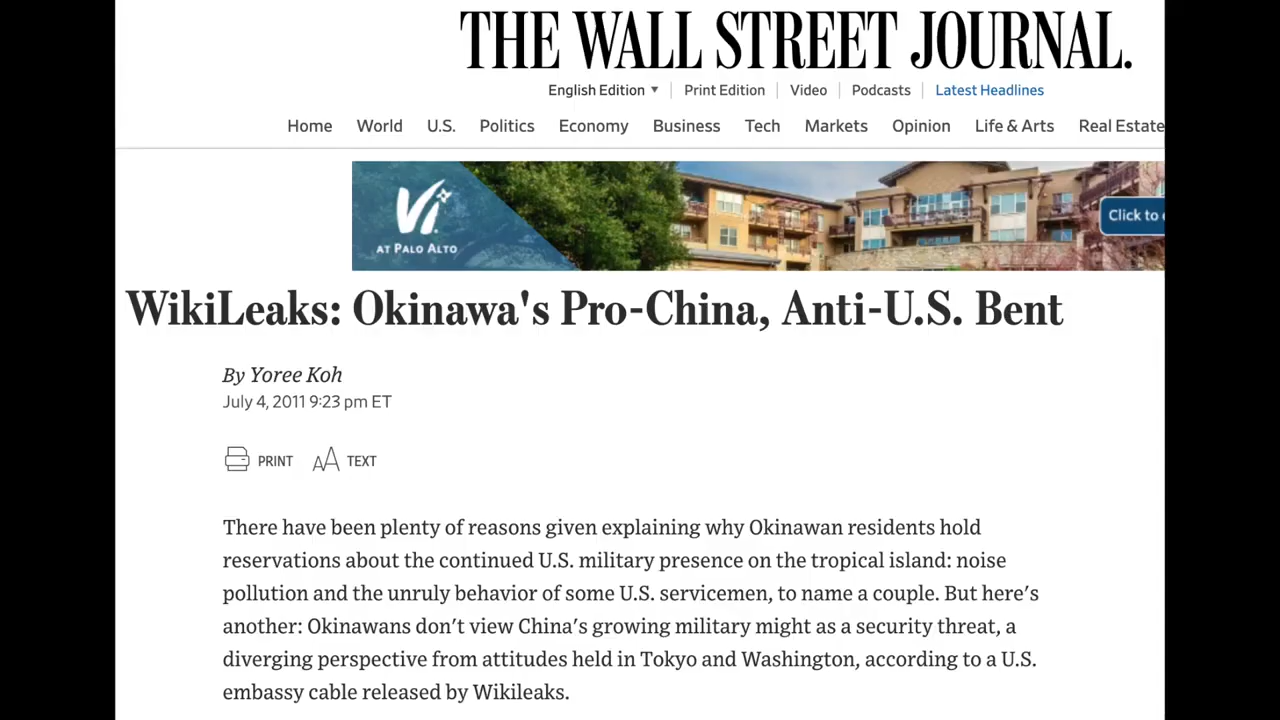 THE WALL STREET JOURNAL.
English Edition ▼ | Print Edition | Video | Podcasts | Latest Headlines
Home World U.S. Politics Economy Business Tech Markets Opinion Life & Arts Real Estate
Vi
AT PALO ALTO
Click to
WikiLeaks: Okinawa's Pro-China, Anti-U.S. Bent
By Yoree Koh
July 4, 2011 9:23 pm ET
PRINT AA TEXT
There have been plenty of reasons given explaining why Okinawan residents hold
reservations about the continued U.S. military presence on the tropical island: noise
pollution and the unruly behavior of some U.S. servicemen, to name a couple. But here's
another: Okinawans don't view China's growing military might as a security threat, a
diverging perspective from attitudes held in Tokyo and Washington, according to a U.S.
embassy cable released by Wikileaks.